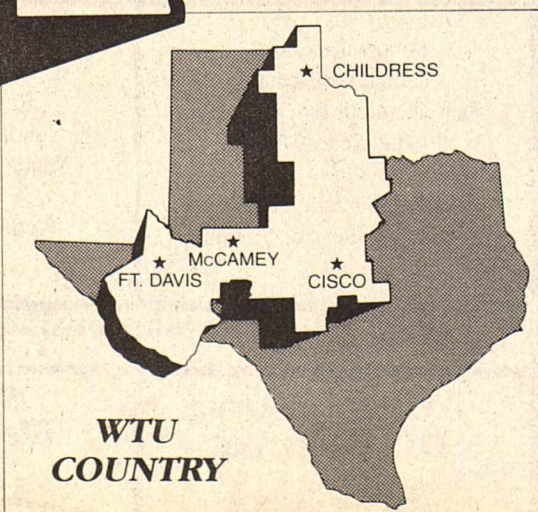 CHILDRESS
McCAMEY
FT. DAVIS
CISCO
WTU
COUNTRY